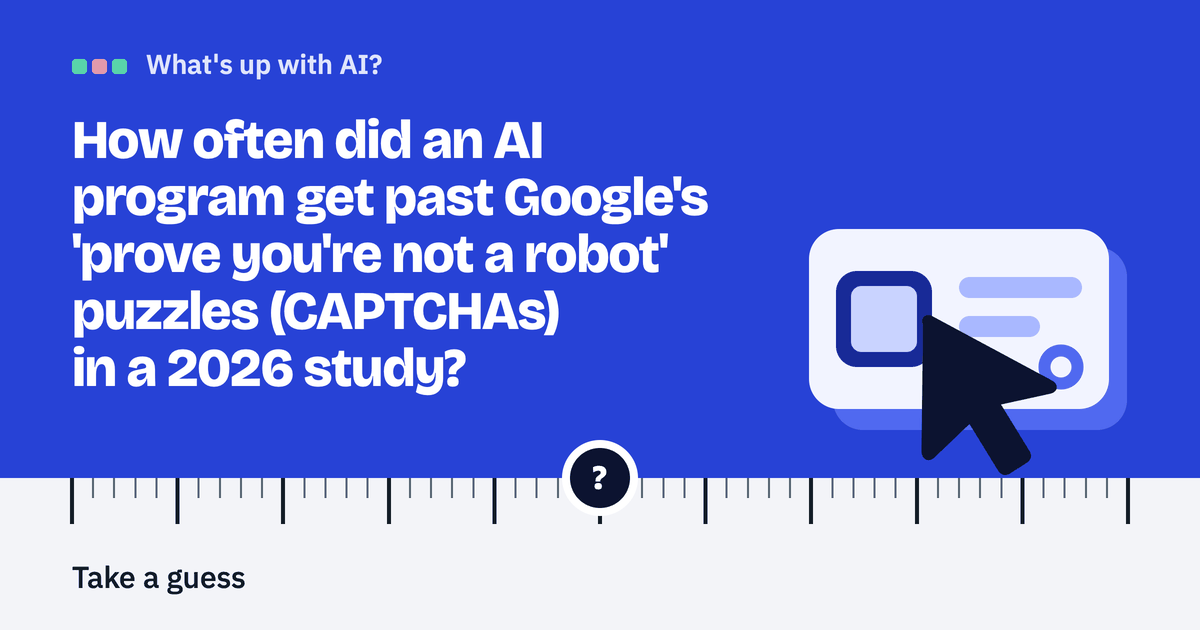 What's up with AI?
How often did an AI
program get past Google's
'prove you're not a robot'
puzzles (CAPTCHAs)
in a 2026 study?
?
Take a guess